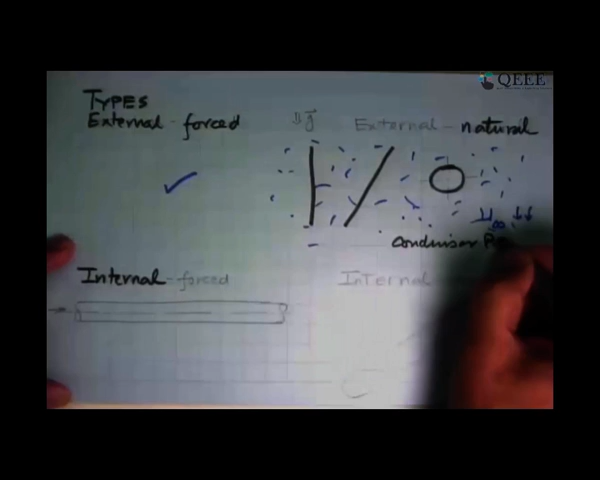 QEEE
TYPES
External - forced
⇓ g⃗ External - natural
condensor
Internal - forced
Internal